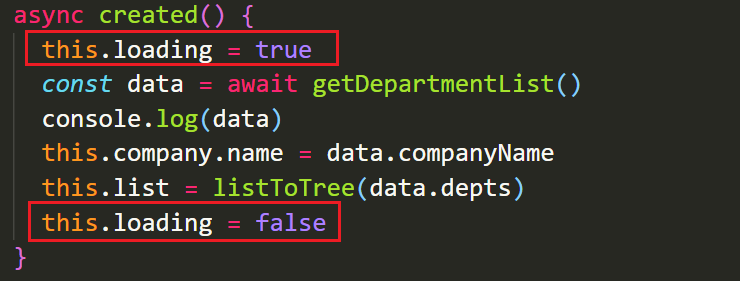 async created() {
this.loading = true
const data = await getDepartmentList()
console.log(data)
this.company.name = data.companyName
this.list = listToTree(data.depts)
this.loading = false
}